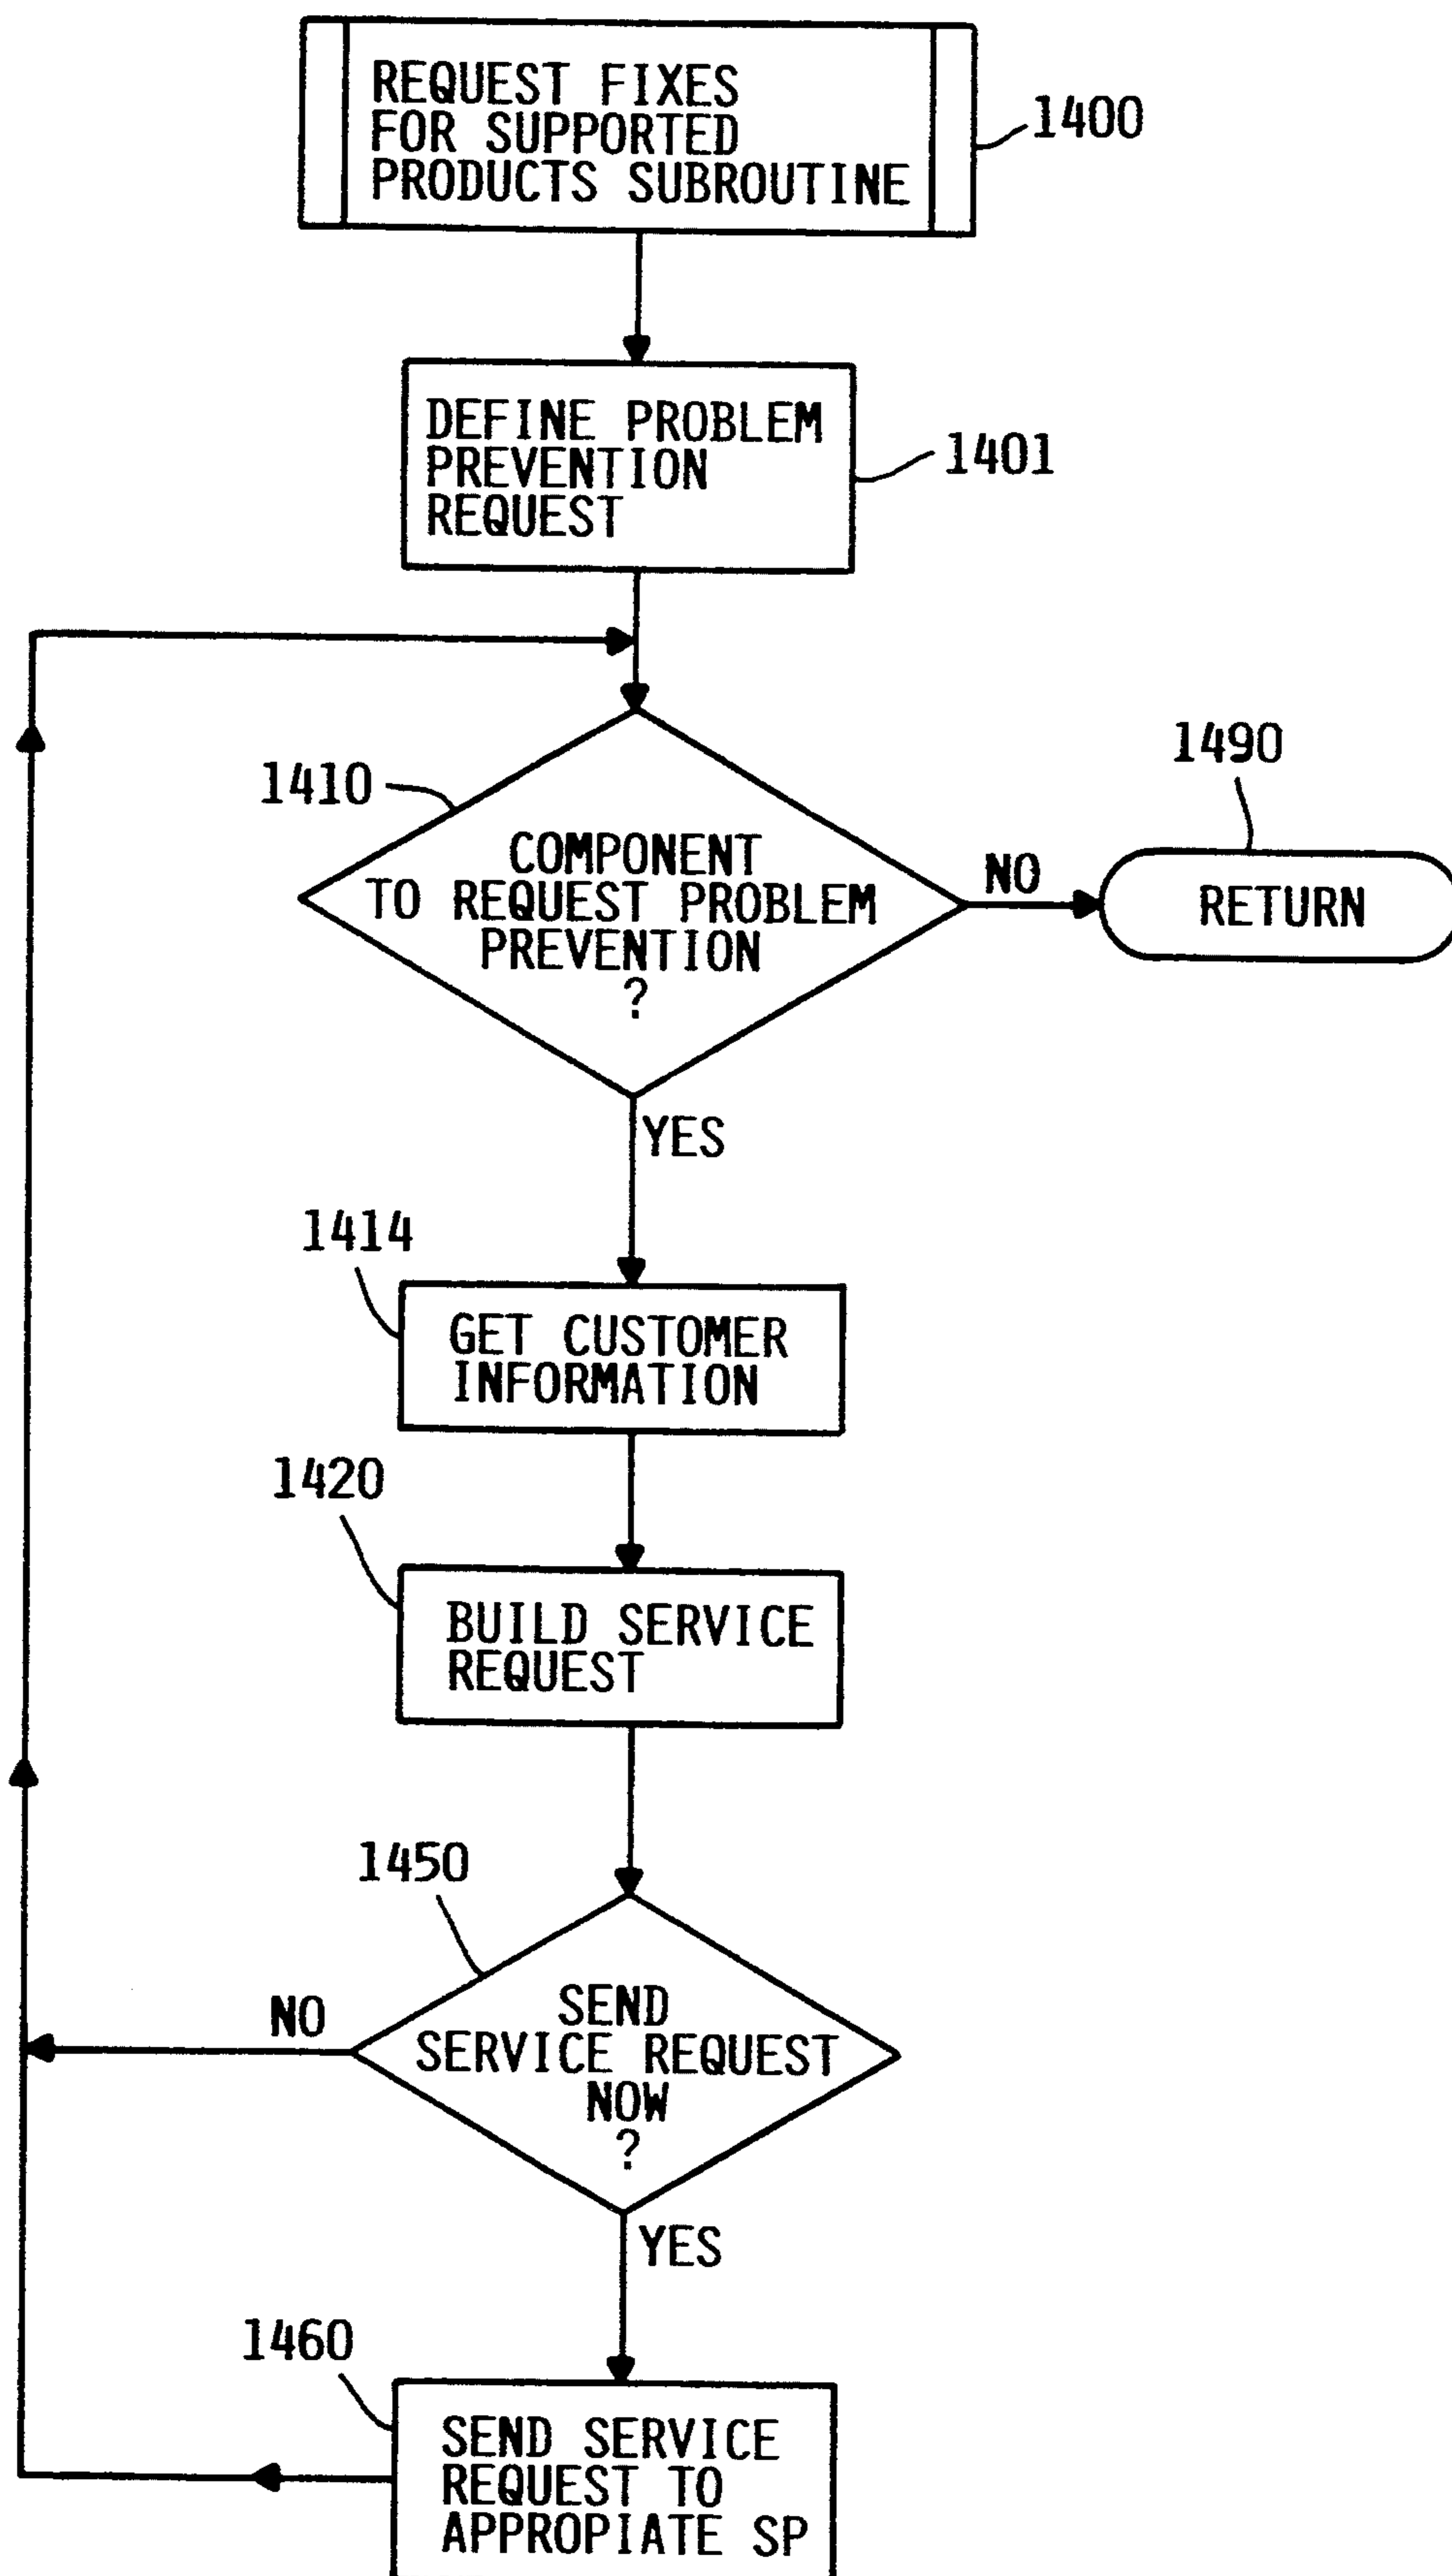 REQUEST FIXES
FOR SUPPORTED
PRODUCTS SUBROUTINE
1400
DEFINE PROBLEM
PREVENTION
REQUEST
1401
1410
COMPONENT
TO REQUEST PROBLEM
PREVENTION
?
NO
1490
RETURN
YES
1414
GET CUSTOMER
INFORMATION
1420
BUILD SERVICE
REQUEST
1450
SEND
SERVICE REQUEST
NOW
?
NO
YES
1460
SEND SERVICE
REQUEST TO
APPROPIATE SP